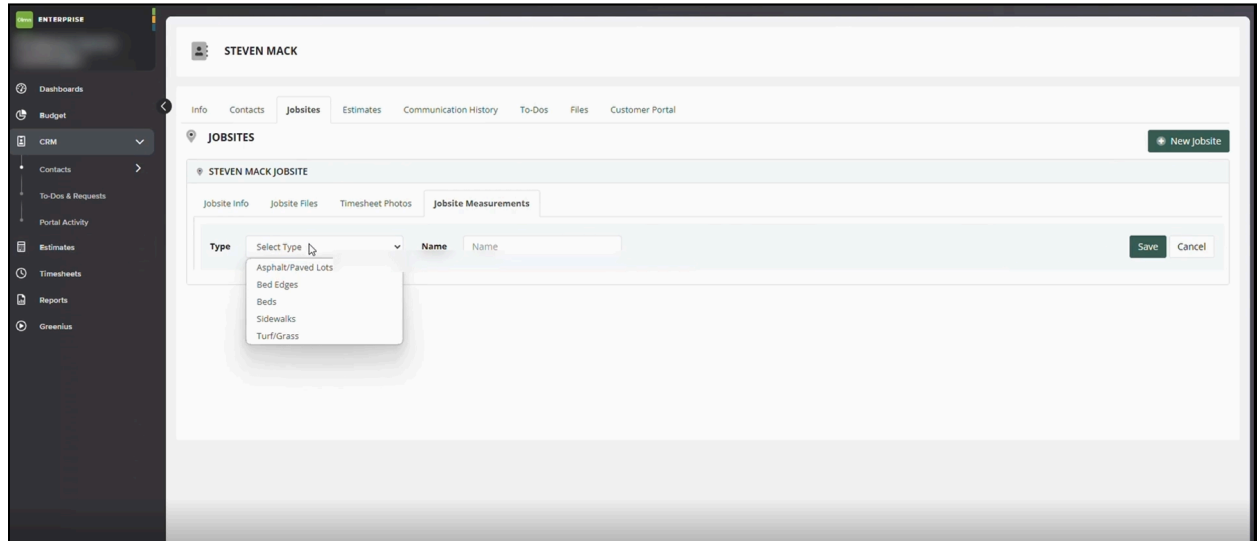 ENTERPRISE
Dashboards
Budget
CRM
Contacts
To-Dos & Requests
Portal Activity
Estimates
Timesheets
Reports
Greenius
STEVEN MACK
Info Contacts Jobsites Estimates Communication History To-Dos Files Customer Portal
JOBSITES
New Jobsite
STEVEN MACK JOBSITE
Jobsite Info Jobsite Files Timesheet Photos Jobsite Measurements
Type Select Type Name Name Save Cancel
Asphalt/Paved Lots
Bed Edges
Beds
Sidewalks
Turf/Grass